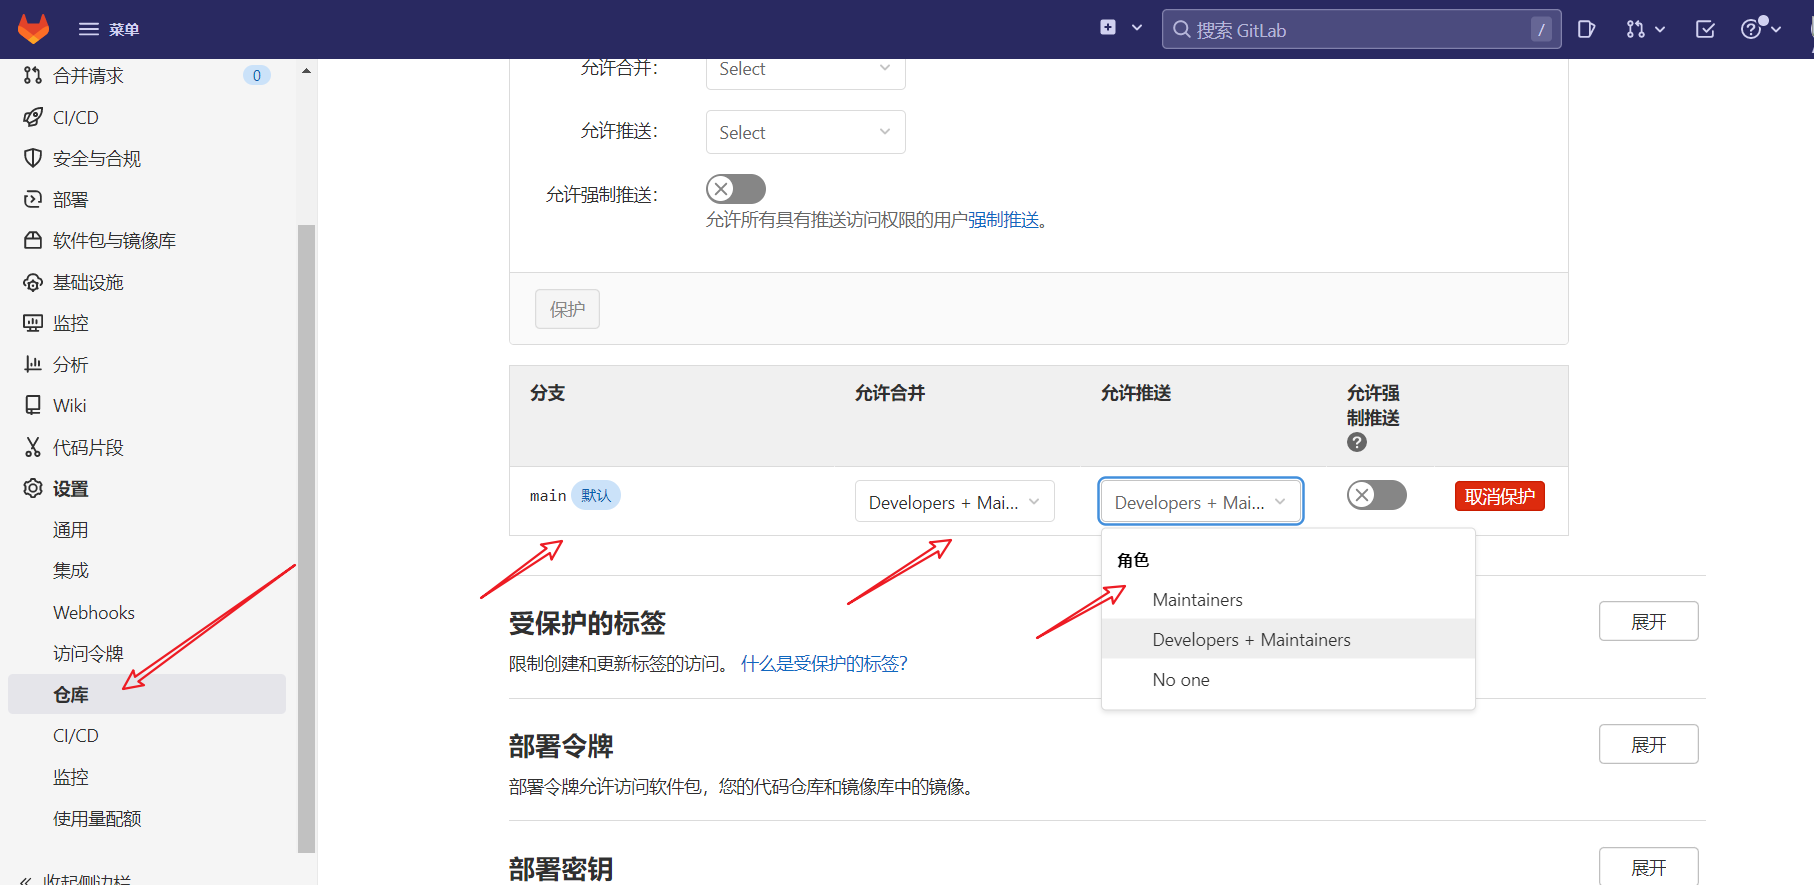 菜单
搜索 GitLab
/
合并请求
0
CI/CD
安全与合规
部署
软件包与镜像库
基础设施
监控
分析
Wiki
代码片段
设置
通用
集成
Webhooks
访问令牌
仓库
CI/CD
监控
使用量配额
收起侧边栏
允许合并：
Select
允许推送：
Select
允许强制推送：
允许所有具有推送访问权限的用户强制推送。
保护
分支
允许合并
允许推送
允许强
制推送
main 默认
Developers + Mai...
Developers + Mai...
取消保护
角色
Maintainers
Developers + Maintainers
No one
受保护的标签
限制创建和更新标签的访问。 什么是受保护的标签?
展开
部署令牌
部署令牌允许访问软件包，您的代码仓库和镜像库中的镜像。
展开
部署密钥
展开